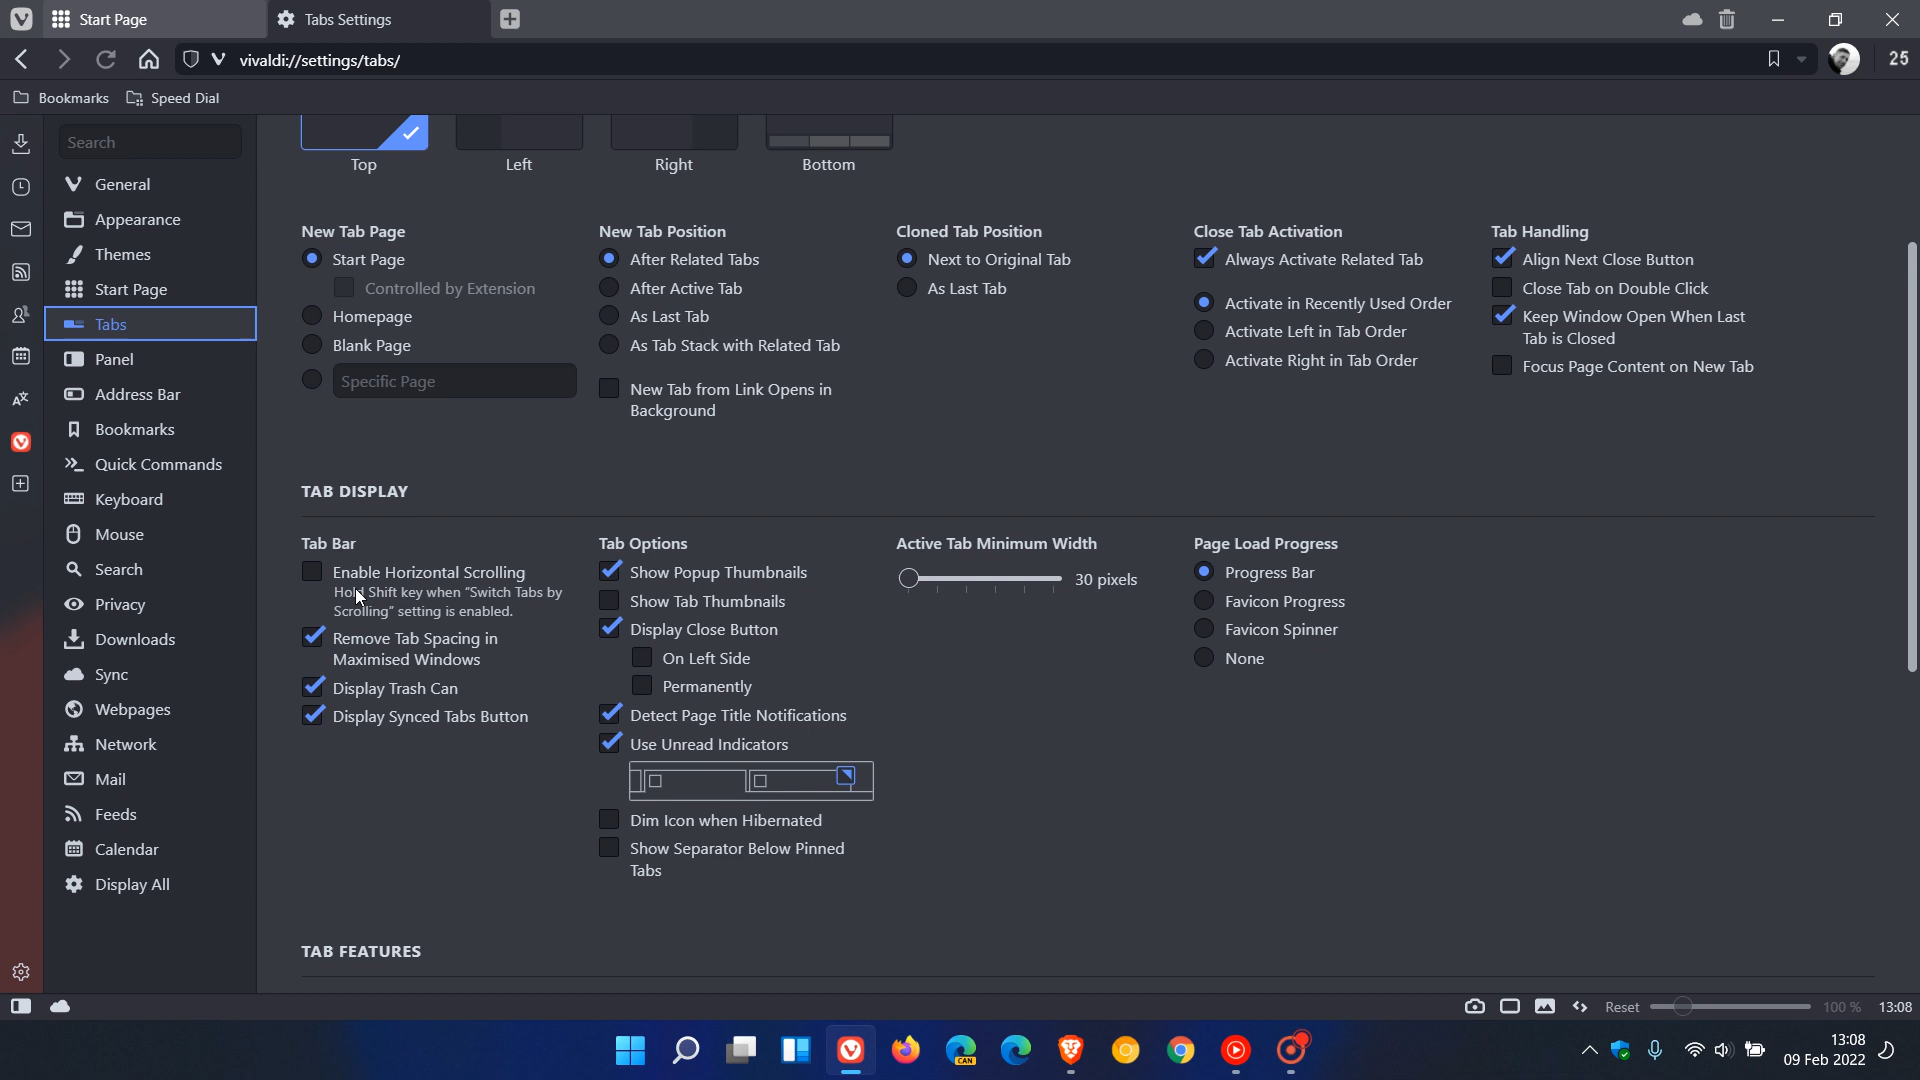 Start Page
Tabs Settings
vivaldi://settings/tabs/
25
Bookmarks
Speed Dial
Search
General
Appearance
Themes
Start Page
Tabs
Panel
Address Bar
Bookmarks
Quick Commands
Keyboard
Mouse
Search
Privacy
Downloads
Sync
Webpages
Network
Mail
Feeds
Calendar
Display All
Top
Left
Right
Bottom
New Tab Page
Start Page
Controlled by Extension
Homepage
Blank Page
Specific Page
New Tab Position
After Related Tabs
After Active Tab
As Last Tab
As Tab Stack with Related Tab
New Tab from Link Opens in
Background
Cloned Tab Position
Next to Original Tab
As Last Tab
Close Tab Activation
Always Activate Related Tab
Activate in Recently Used Order
Activate Left in Tab Order
Activate Right in Tab Order
Tab Handling
Align Next Close Button
Close Tab on Double Click
Keep Window Open When Last
Tab is Closed
Focus Page Content on New Tab
TAB DISPLAY
Tab Bar
Enable Horizontal Scrolling
Hold Shift key when "Switch Tabs by
Scrolling" setting is enabled.
Remove Tab Spacing in
Maximised Windows
Display Trash Can
Display Synced Tabs Button
Tab Options
Show Popup Thumbnails
Show Tab Thumbnails
Display Close Button
On Left Side
Permanently
Detect Page Title Notifications
Use Unread Indicators
Dim Icon when Hibernated
Show Separator Below Pinned
Tabs
Active Tab Minimum Width
30 pixels
Page Load Progress
Progress Bar
Favicon Progress
Favicon Spinner
None
TAB FEATURES
Reset
100 %
13:08
CAN
13:08
09 Feb 2022